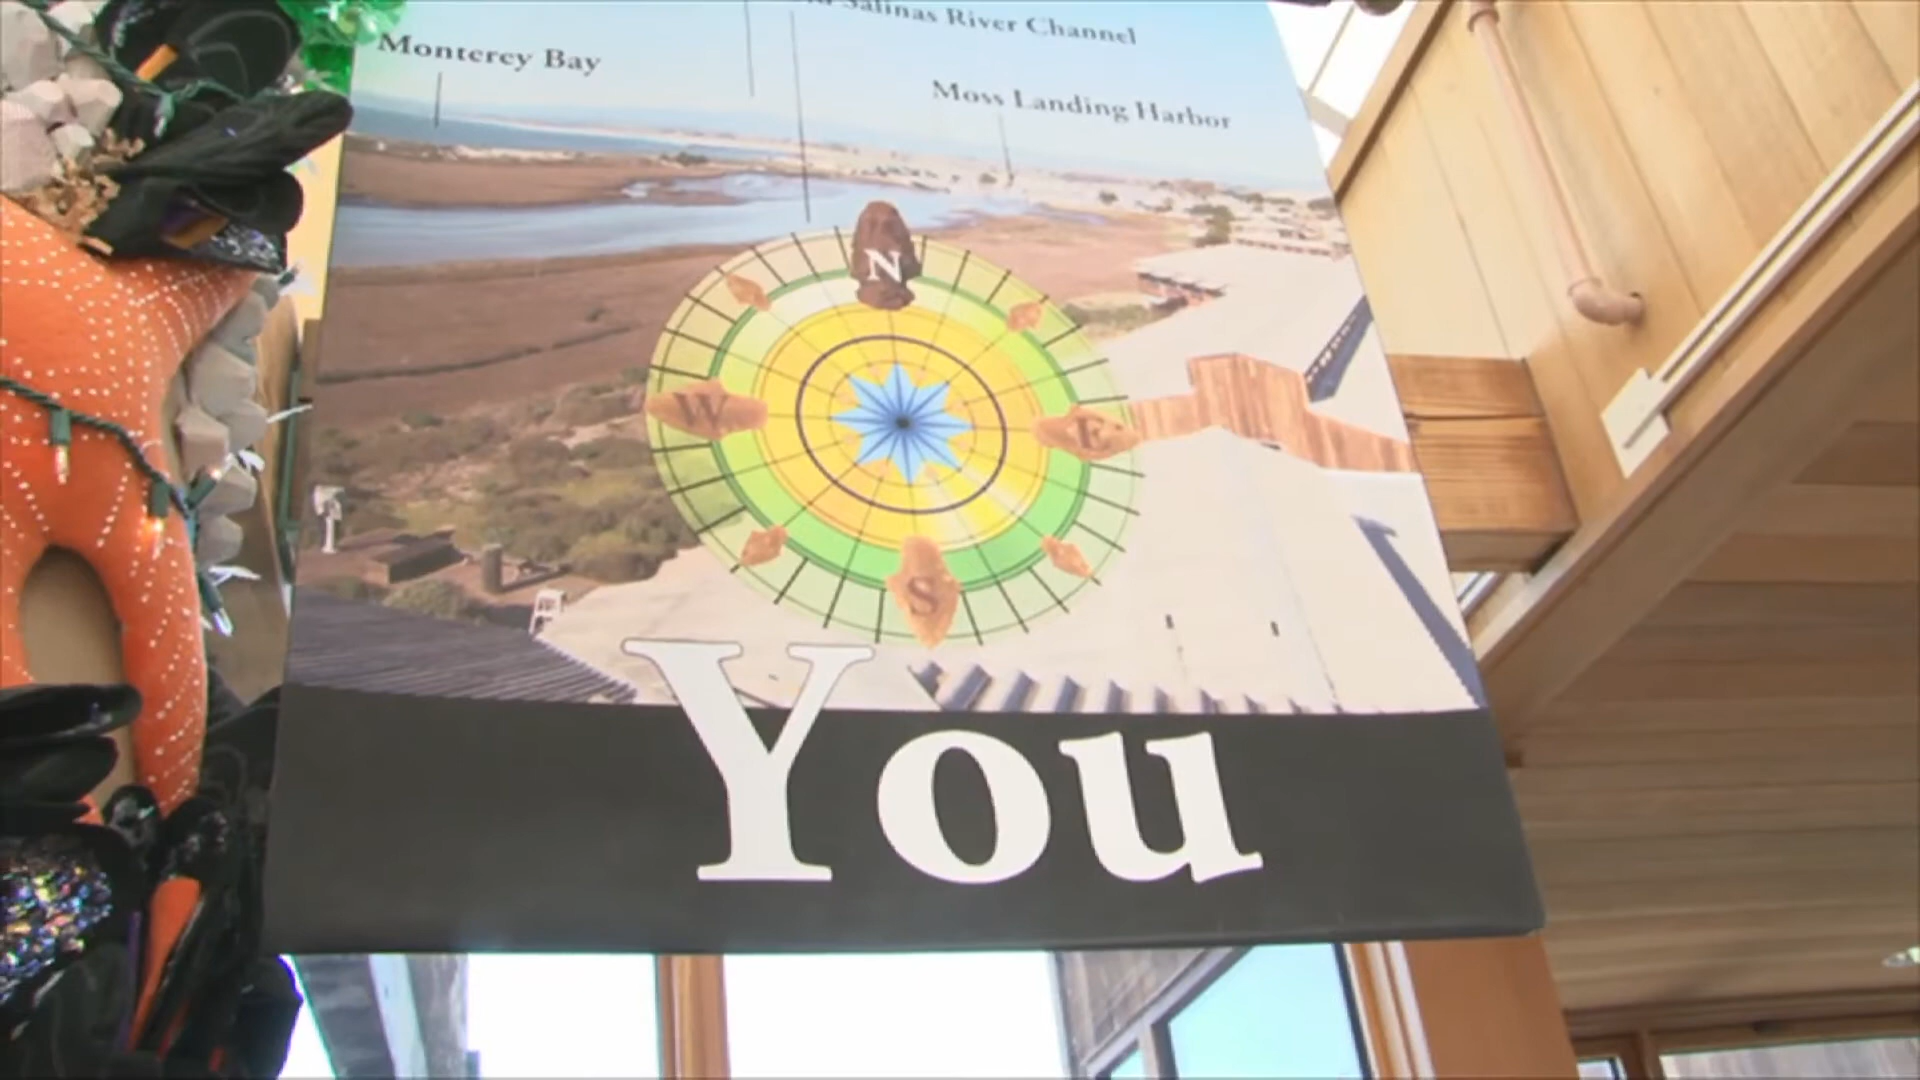 Salinas River Channel
Monterey Bay
Moss Landing Harbor
N
W
E
S
You